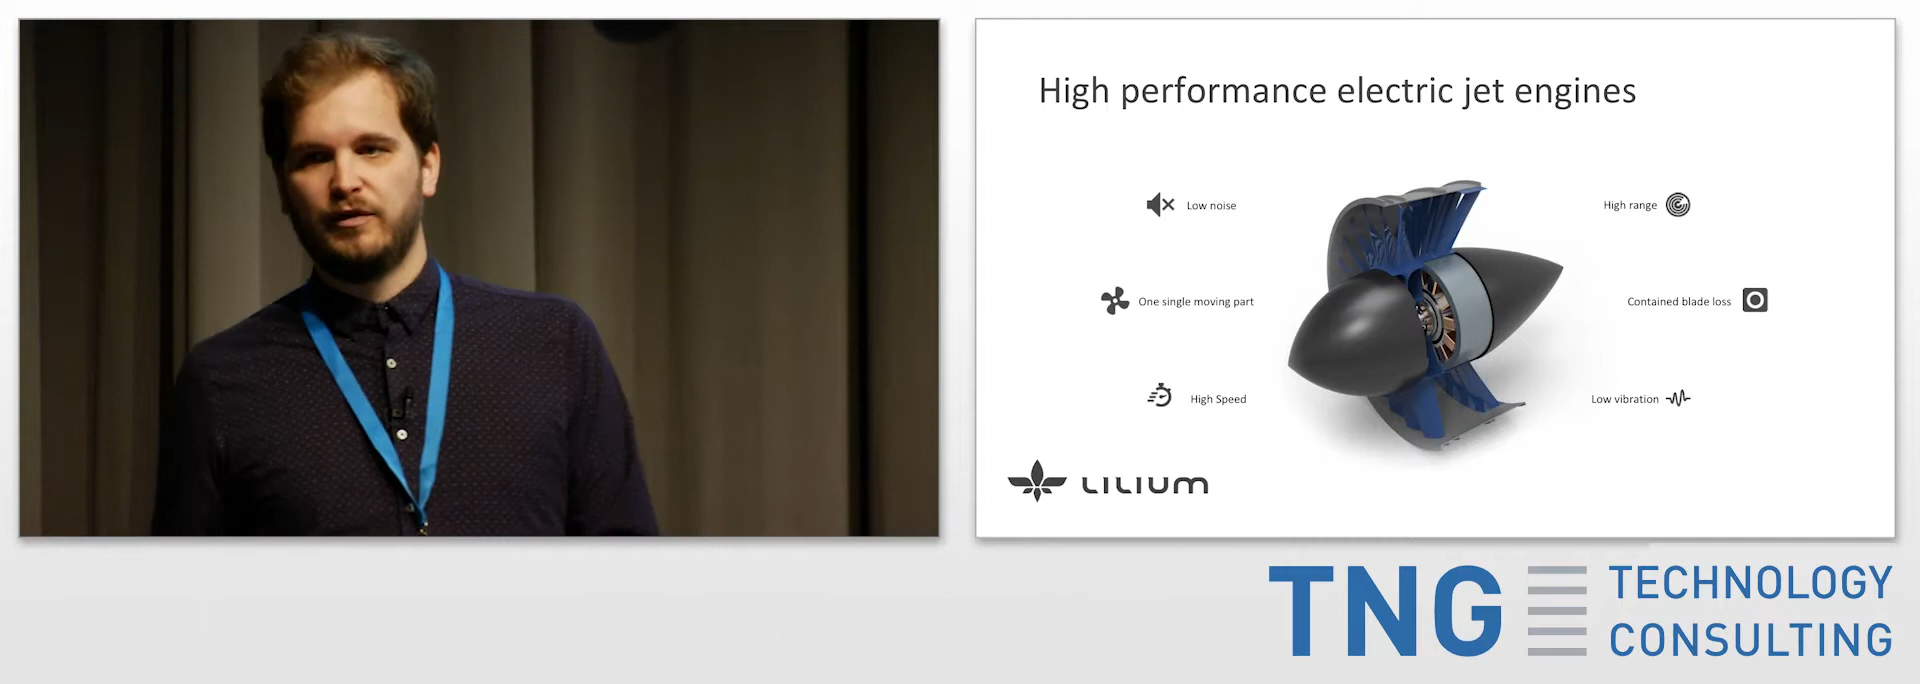 High performance electric jet engines
Low noise
High range
One single moving part
Contained blade loss
High Speed
Low vibration
LILIUM
TNG TECHNOLOGY
CONSULTING